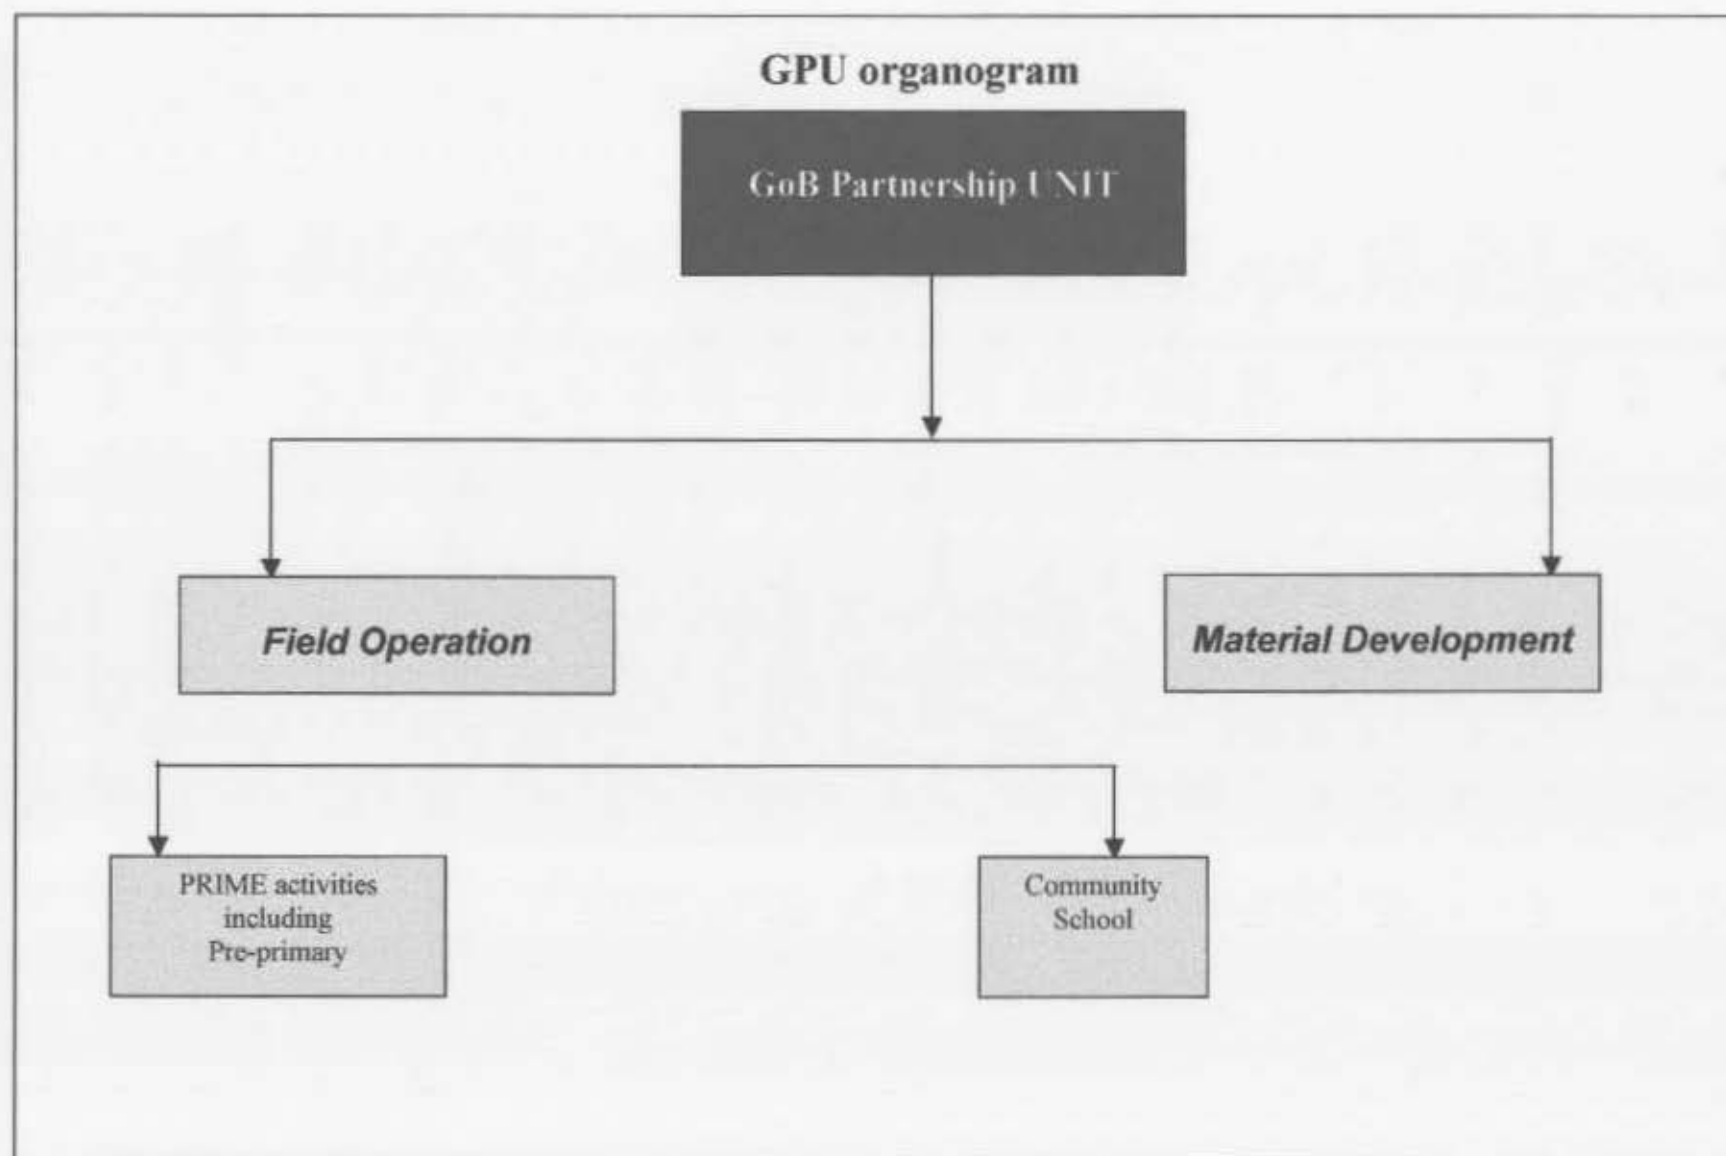 GPU organogram
GoB Partnership UNIT
Field Operation
Material Development
PRIME activities
including
Pre-primary
Community
School